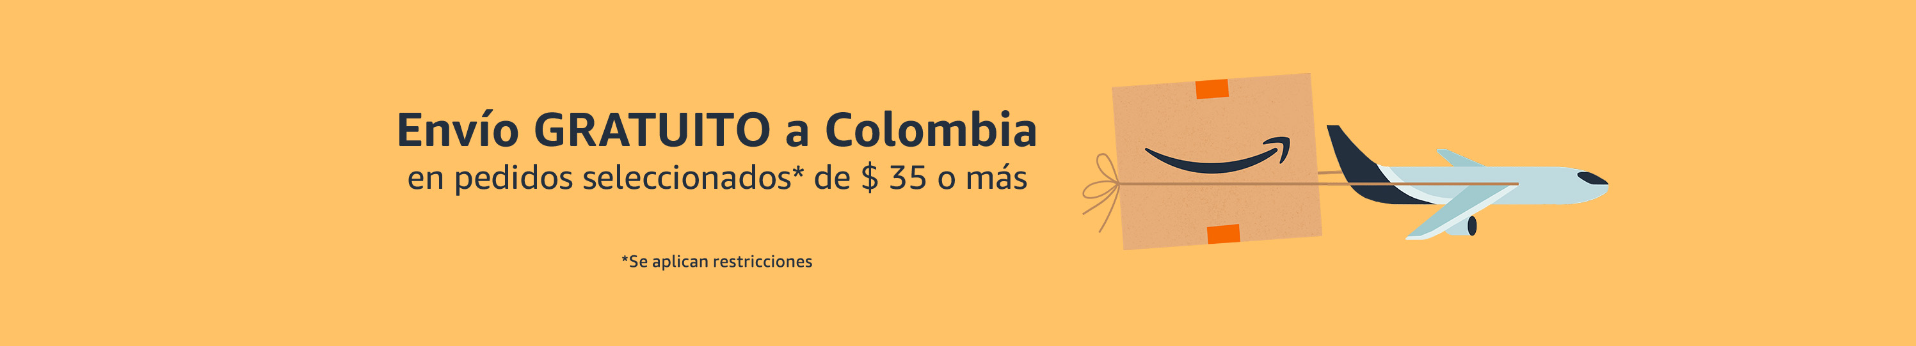 Envío GRATUITO a Colombia
en pedidos seleccionados* de $ 35 o más
*Se aplican restricciones